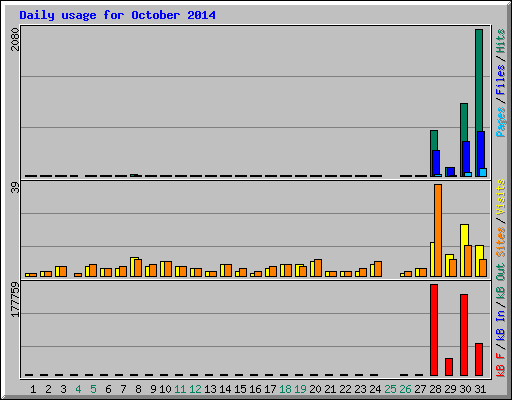 Daily usage for October 2014
2080
39
177759
Pages / Files / Hits
Sites / Visits
kB F / kB In / kB Out
1 2 3 4 5 6 7 8 9 10 11 12 13 14 15 16 17 18 19 20 21 22 23 24 25 26 27 28 29 30 31